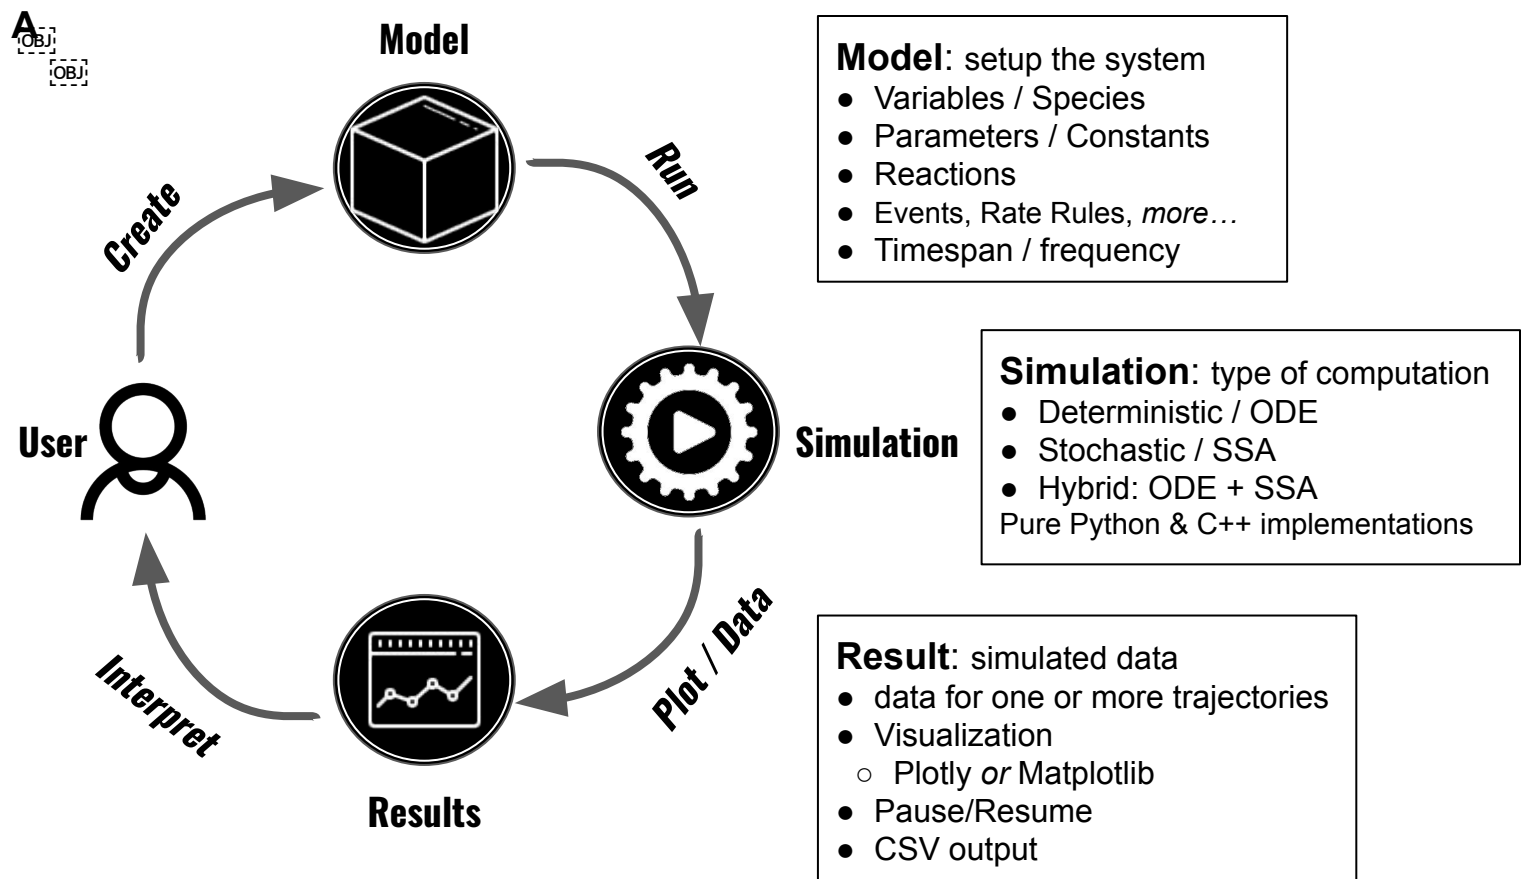 A
OBJ
OBJ
Model
Create
Run
User
Simulation
Interpret
Plot / Data
Results
Model: setup the system
● Variables / Species
● Parameters / Constants
● Reactions
● Events, Rate Rules, more…
● Timespan / frequency
Simulation: type of computation
● Deterministic / ODE
● Stochastic / SSA
● Hybrid: ODE + SSA
Pure Python & C++ implementations
Result: simulated data
● data for one or more trajectories
● Visualization
○ Plotly or Matplotlib
● Pause/Resume
● CSV output